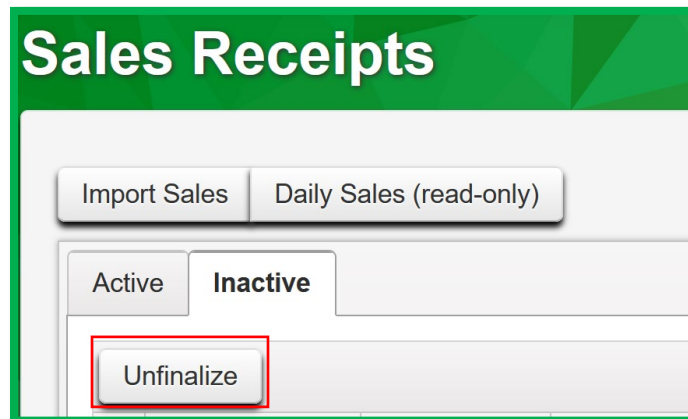 Sales Receipts
Import Sales Daily Sales (read-only)
Active Inactive
Unfinalize